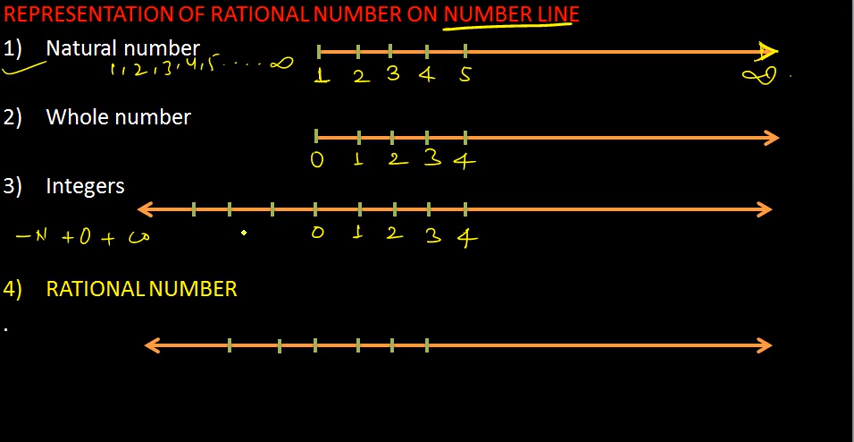 REPRESENTATION OF RATIONAL NUMBER ON NUMBER LINE
1) Natural number
1, 2, 3, 4, 5 ..... ∞
1 2 3 4 5 ∞
2) Whole number
0 1 2 3 4
3) Integers
-N + 0 + ∞
0 1 2 3 4
4) RATIONAL NUMBER
.